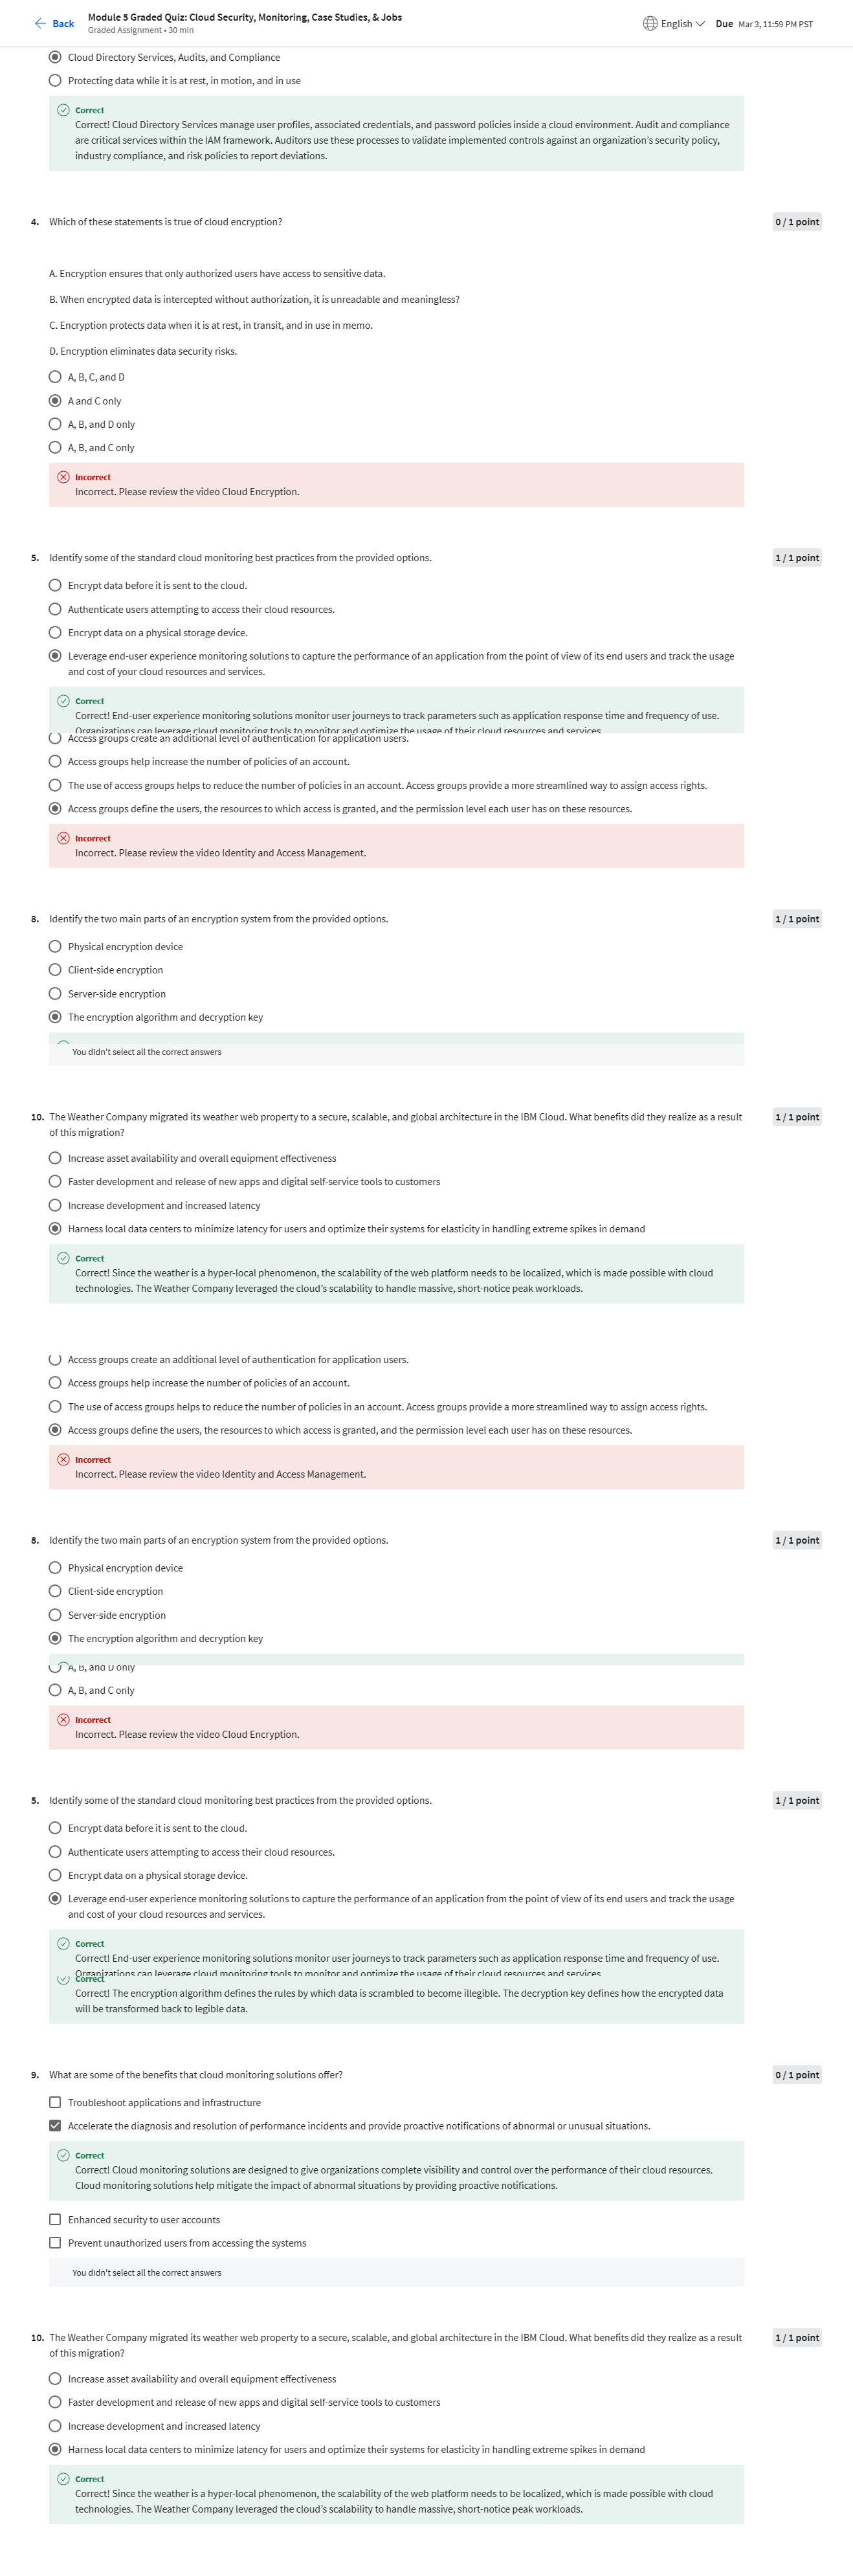 Back
Module 5 Graded Quiz: Cloud Security, Monitoring, Case Studies, & Jobs
Graded Assignment • 30 min
English
Due Mar 3, 11:59 PM PST
Cloud Directory Services, Audits, and Compliance
Protecting data while it is at rest, in motion, and in use
Correct
Correct! Cloud Directory Services manage user profiles, associated credentials, and password policies inside a cloud environment. Audit and compliance
are critical services within the IAM framework. Auditors use these processes to validate implemented controls against an organization's security policy,
industry compliance, and risk policies to report deviations.
4. Which of these statements is true of cloud encryption?
0 / 1 point
A. Encryption ensures that only authorized users have access to sensitive data.
B. When encrypted data is intercepted without authorization, it is unreadable and meaningless?
C. Encryption protects data when it is at rest, in transit, and in use in memo.
D. Encryption eliminates data security risks.
A, B, C, and D
A and C only
A, B, and D only
A, B, and C only
Incorrect
Incorrect. Please review the video Cloud Encryption.
5. Identify some of the standard cloud monitoring best practices from the provided options.
1 / 1 point
Encrypt data before it is sent to the cloud.
Authenticate users attempting to access their cloud resources.
Encrypt data on a physical storage device.
Leverage end-user experience monitoring solutions to capture the performance of an application from the point of view of its end users and track the usage
and cost of your cloud resources and services.
Correct
Correct! End-user experience monitoring solutions monitor user journeys to track parameters such as application response time and frequency of use.
Organizations can leverage cloud monitoring tools to monitor and optimize the usage of their cloud resources and services.
Access groups create an additional level of authentication for application users.
Access groups help increase the number of policies of an account.
The use of access groups helps to reduce the number of policies in an account. Access groups provide a more streamlined way to assign access rights.
Access groups define the users, the resources to which access is granted, and the permission level each user has on these resources.
Incorrect
Incorrect. Please review the video Identity and Access Management.
8. Identify the two main parts of an encryption system from the provided options.
1 / 1 point
Physical encryption device
Client-side encryption
Server-side encryption
The encryption algorithm and decryption key
You didn't select all the correct answers
10. The Weather Company migrated its weather web property to a secure, scalable, and global architecture in the IBM Cloud. What benefits did they realize as a result
of this migration?
1 / 1 point
Increase asset availability and overall equipment effectiveness
Faster development and release of new apps and digital self-service tools to customers
Increase development and increased latency
Harness local data centers to minimize latency for users and optimize their systems for elasticity in handling extreme spikes in demand
Correct
Correct! Since the weather is a hyper-local phenomenon, the scalability of the web platform needs to be localized, which is made possible with cloud
technologies. The Weather Company leveraged the cloud's scalability to handle massive, short-notice peak workloads.
Access groups create an additional level of authentication for application users.
Access groups help increase the number of policies of an account.
The use of access groups helps to reduce the number of policies in an account. Access groups provide a more streamlined way to assign access rights.
Access groups define the users, the resources to which access is granted, and the permission level each user has on these resources.
Incorrect
Incorrect. Please review the video Identity and Access Management.
8. Identify the two main parts of an encryption system from the provided options.
1 / 1 point
Physical encryption device
Client-side encryption
Server-side encryption
The encryption algorithm and decryption key
A, B, and D only
A, B, and C only
Incorrect
Incorrect. Please review the video Cloud Encryption.
5. Identify some of the standard cloud monitoring best practices from the provided options.
1 / 1 point
Encrypt data before it is sent to the cloud.
Authenticate users attempting to access their cloud resources.
Encrypt data on a physical storage device.
Leverage end-user experience monitoring solutions to capture the performance of an application from the point of view of its end users and track the usage
and cost of your cloud resources and services.
Correct
Correct! End-user experience monitoring solutions monitor user journeys to track parameters such as application response time and frequency of use.
Organizations can leverage cloud monitoring tools to monitor and optimize the usage of their cloud resources and services.
Correct
Correct! The encryption algorithm defines the rules by which data is scrambled to become illegible. The decryption key defines how the encrypted data
will be transformed back to legible data.
9. What are some of the benefits that cloud monitoring solutions offer?
0 / 1 point
Troubleshoot applications and infrastructure
Accelerate the diagnosis and resolution of performance incidents and provide proactive notifications of abnormal or unusual situations.
Correct
Correct! Cloud monitoring solutions are designed to give organizations complete visibility and control over the performance of their cloud resources.
Cloud monitoring solutions help mitigate the impact of abnormal situations by providing proactive notifications.
Enhanced security to user accounts
Prevent unauthorized users from accessing the systems
You didn't select all the correct answers
10. The Weather Company migrated its weather web property to a secure, scalable, and global architecture in the IBM Cloud. What benefits did they realize as a result
of this migration?
1 / 1 point
Increase asset availability and overall equipment effectiveness
Faster development and release of new apps and digital self-service tools to customers
Increase development and increased latency
Harness local data centers to minimize latency for users and optimize their systems for elasticity in handling extreme spikes in demand
Correct
Correct! Since the weather is a hyper-local phenomenon, the scalability of the web platform needs to be localized, which is made possible with cloud
technologies. The Weather Company leveraged the cloud's scalability to handle massive, short-notice peak workloads.